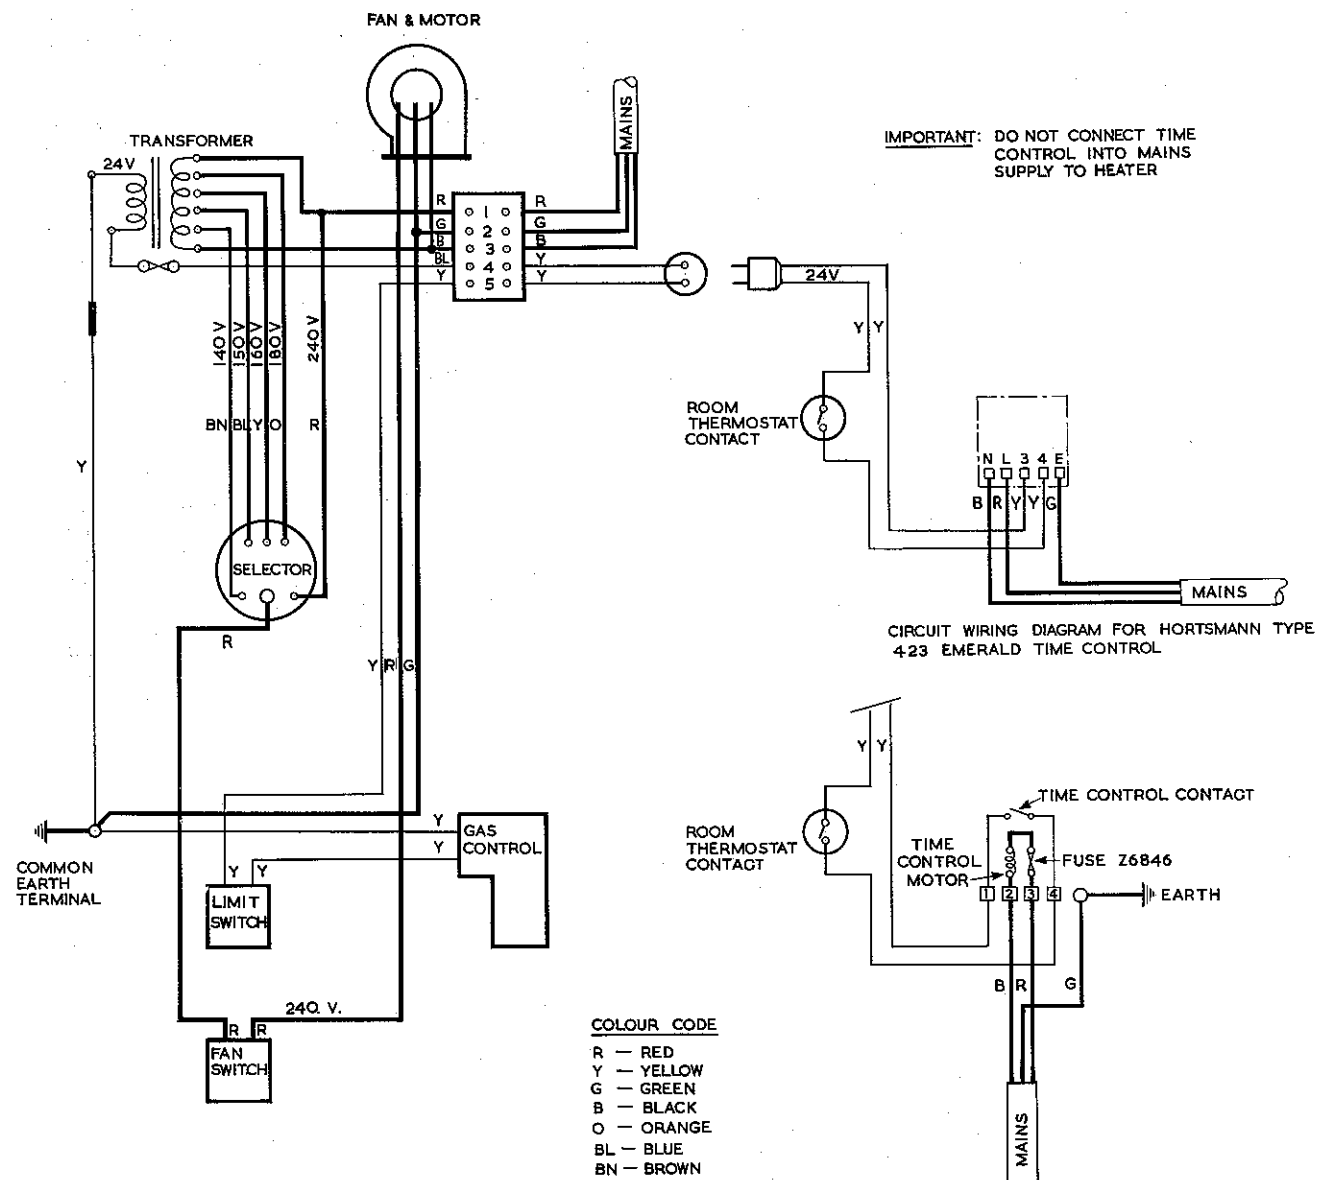 FAN & MOTOR
TRANSFORMER
24V
MAINS
IMPORTANT: DO NOT CONNECT TIME
CONTROL INTO MAINS
SUPPLY TO HEATER
R 1 R
G 2 G
B 3 B
BL 4 Y
Y 5 Y
24V
140V
150V
160V
180V
240V
BN BL Y O R
Y
Y Y
ROOM
THERMOSTAT
CONTACT
N L 3 4 E
B R Y Y G
MAINS
CIRCUIT WIRING DIAGRAM FOR HORTSMANN TYPE
423 EMERALD TIME CONTROL
SELECTOR
R
Y R G
Y Y
ROOM
THERMOSTAT
CONTACT
TIME CONTROL CONTACT
TIME
CONTROL
MOTOR
FUSE Z6846
1 2 3 4
EARTH
B R G
MAINS
COMMON
EARTH
TERMINAL
Y
Y
GAS
CONTROL
Y Y
LIMIT
SWITCH
240. V.
R R
FAN
SWITCH
COLOUR CODE
R — RED
Y — YELLOW
G — GREEN
B — BLACK
O — ORANGE
BL — BLUE
BN — BROWN